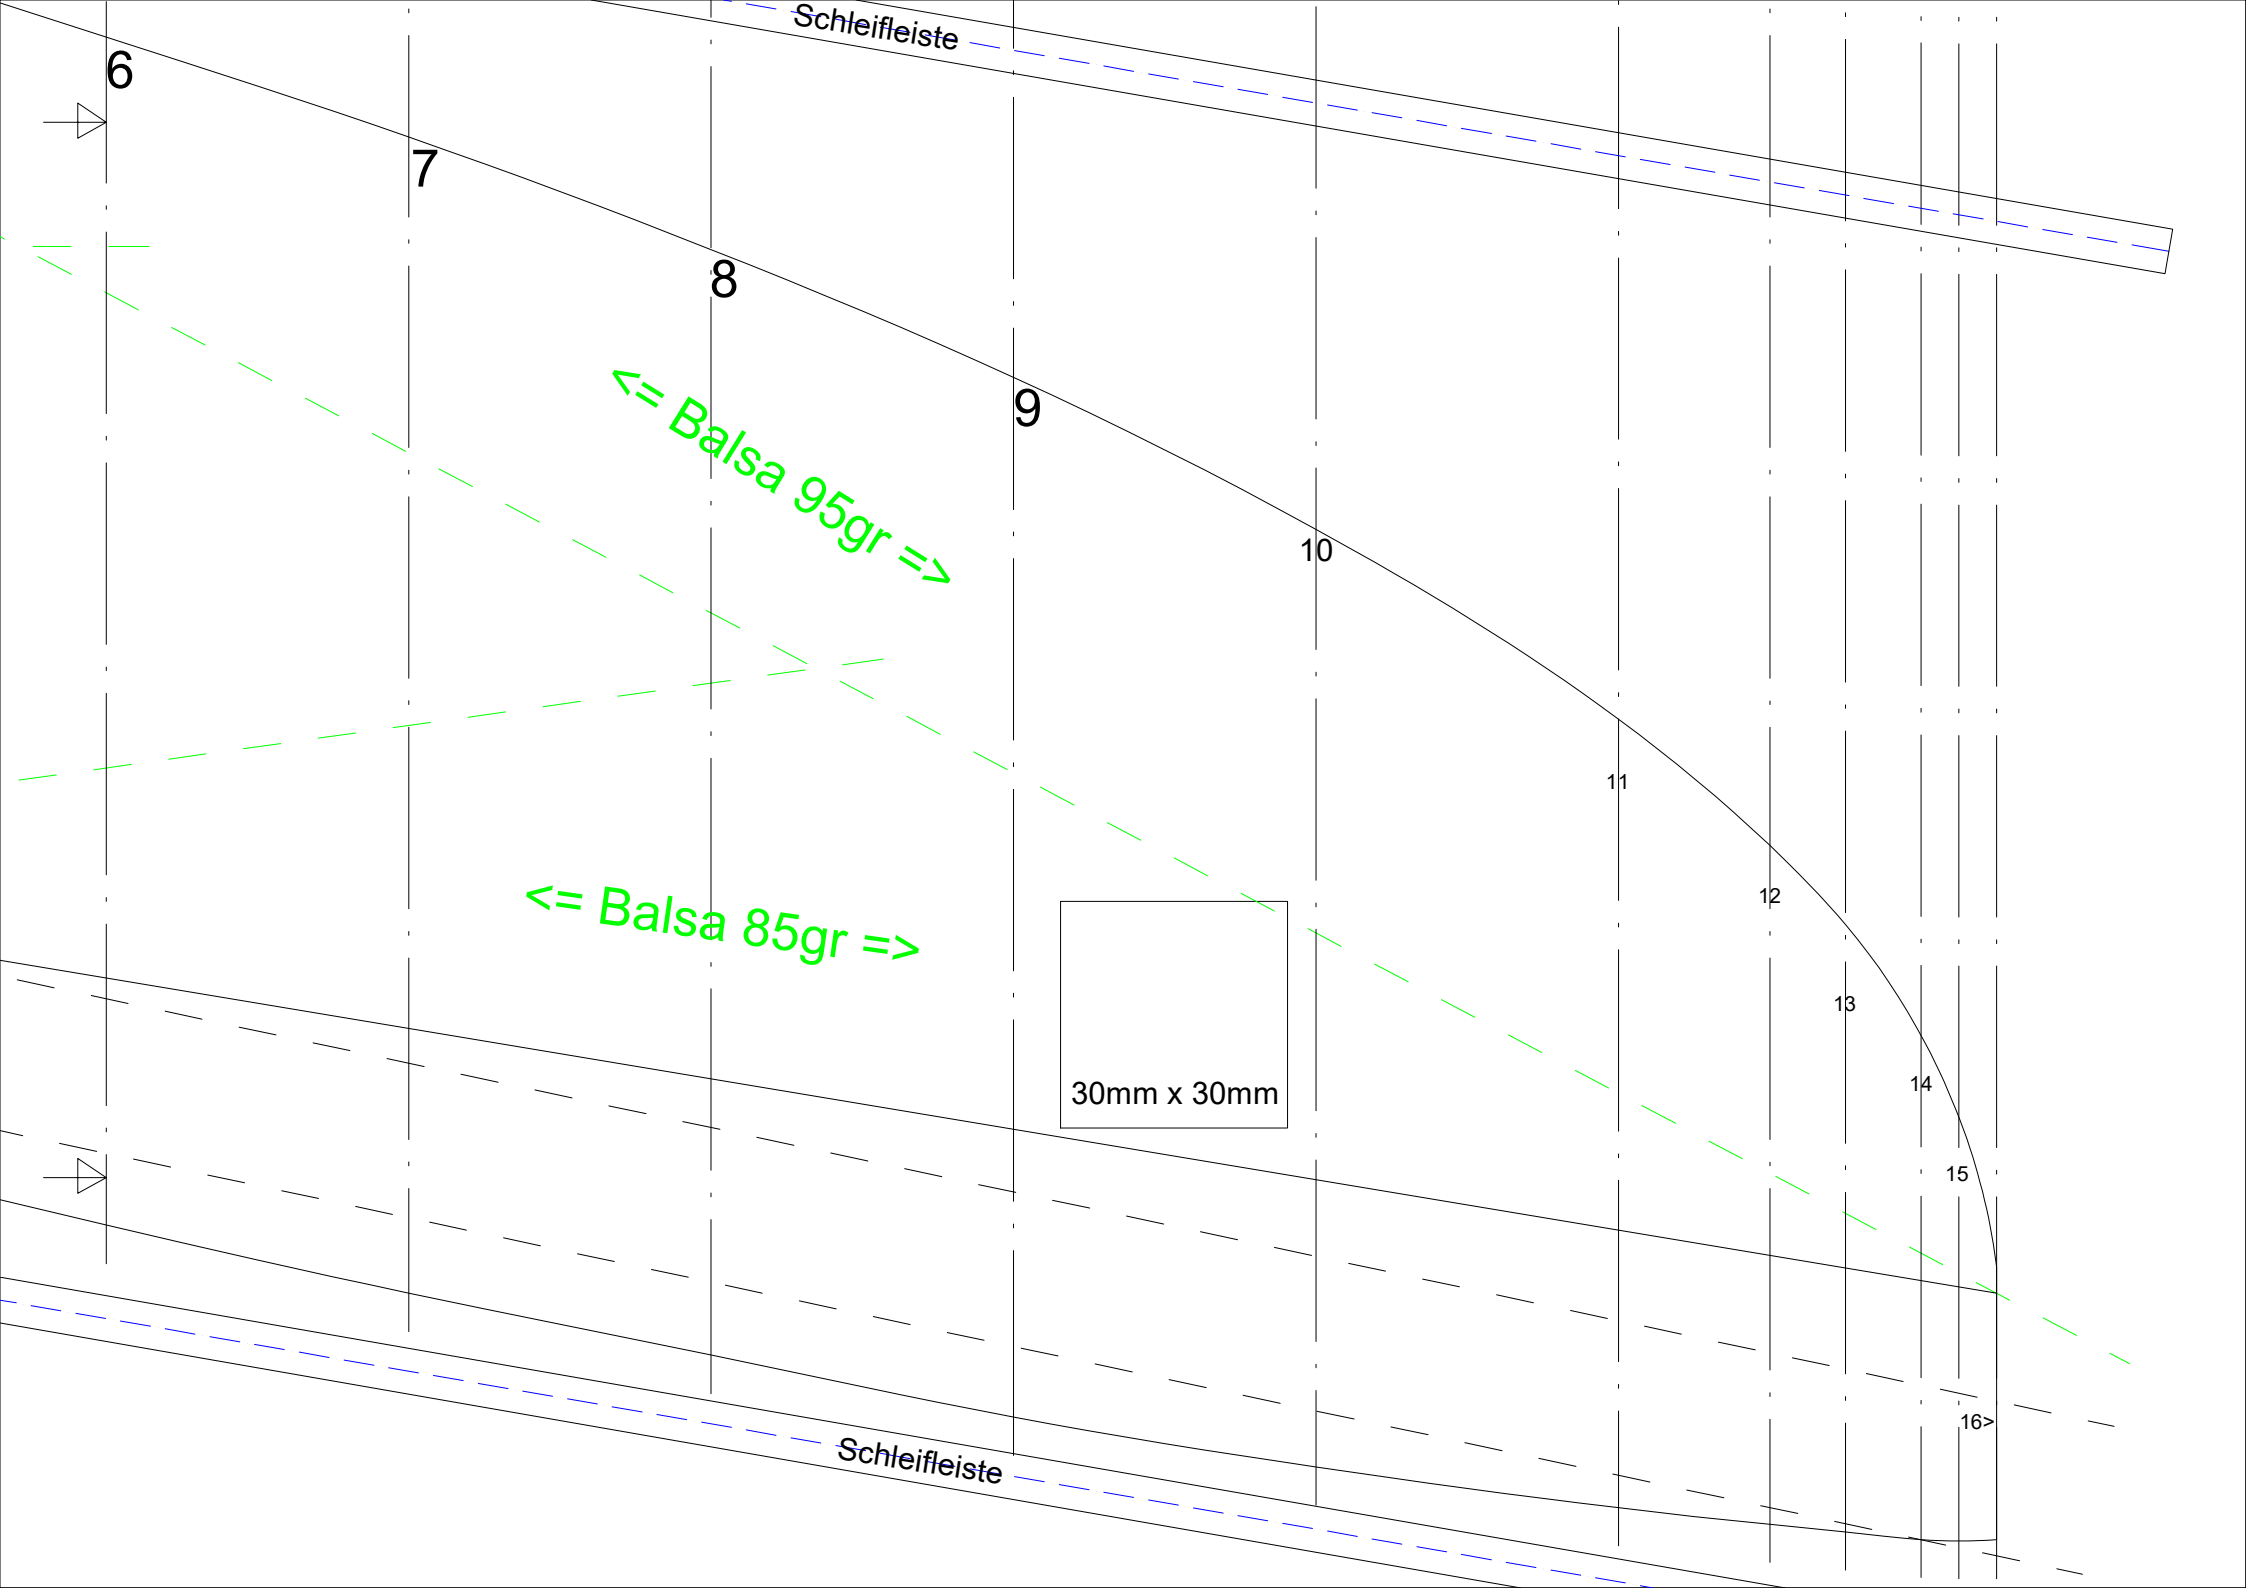 Schleifleiste
6
7
8
<= Balsa 95gr =>
9
10
11
12
<= Balsa 85gr =>
13
14
30mm x 30mm
15
16>
Schleifleiste